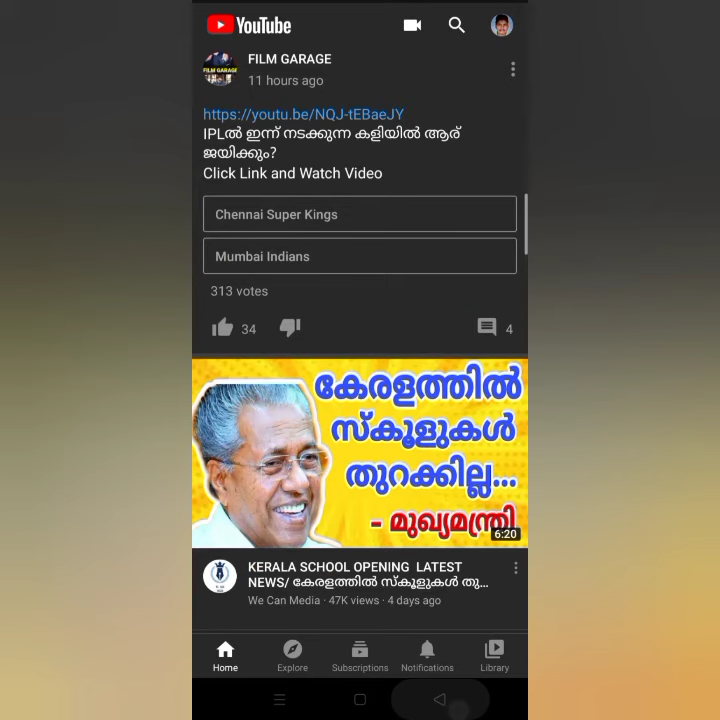 YouTube
FILM GARAGE
FILM GARAGE
11 hours ago
https://youtu.be/NQJ-tEBaeJY
IPLൽ ഇന്ന് നടക്കുന്ന കളിയിൽ ആര്
ജയിക്കും?
Click Link and Watch Video
Chennai Super Kings
Mumbai Indians
313 votes
34
4
കേരളത്തിൽ
സ്കൂളുകൾ
തുറക്കില്ല...
- മുഖ്യമന്ത്രി
6:20
KERALA SCHOOL OPENING LATEST
NEWS/ കേരളത്തിൽ സ്കൂളുകൾ തു...
We Can Media · 47K views · 4 days ago
Home
Explore
Subscriptions
Notifications
Library